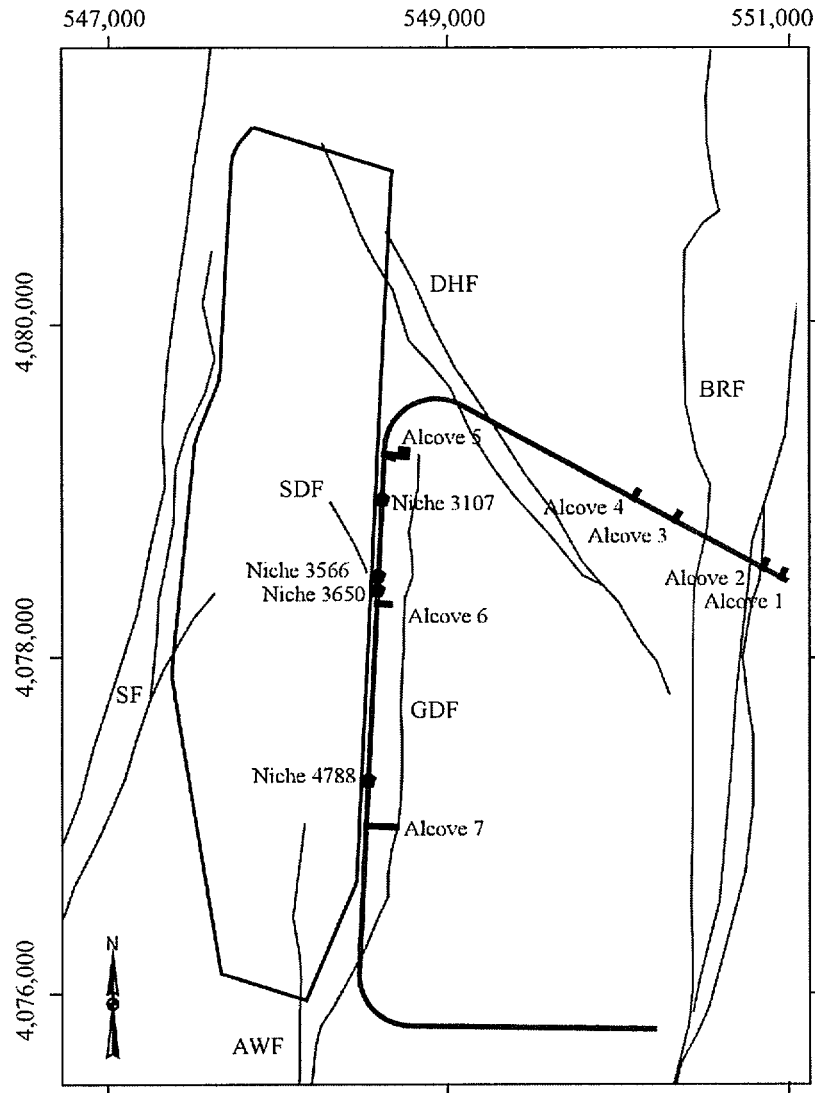 547,000
549,000
551,000
4,080,000
DHF
BRF
Alcove 5
SDF
Niche 3107
Alcove 4
Alcove 3
Niche 3566
Alcove 2
Niche 3650
Alcove 1
Alcove 6
4,078,000
SF
GDF
Niche 4788
Alcove 7
N
4,076,000
AWF